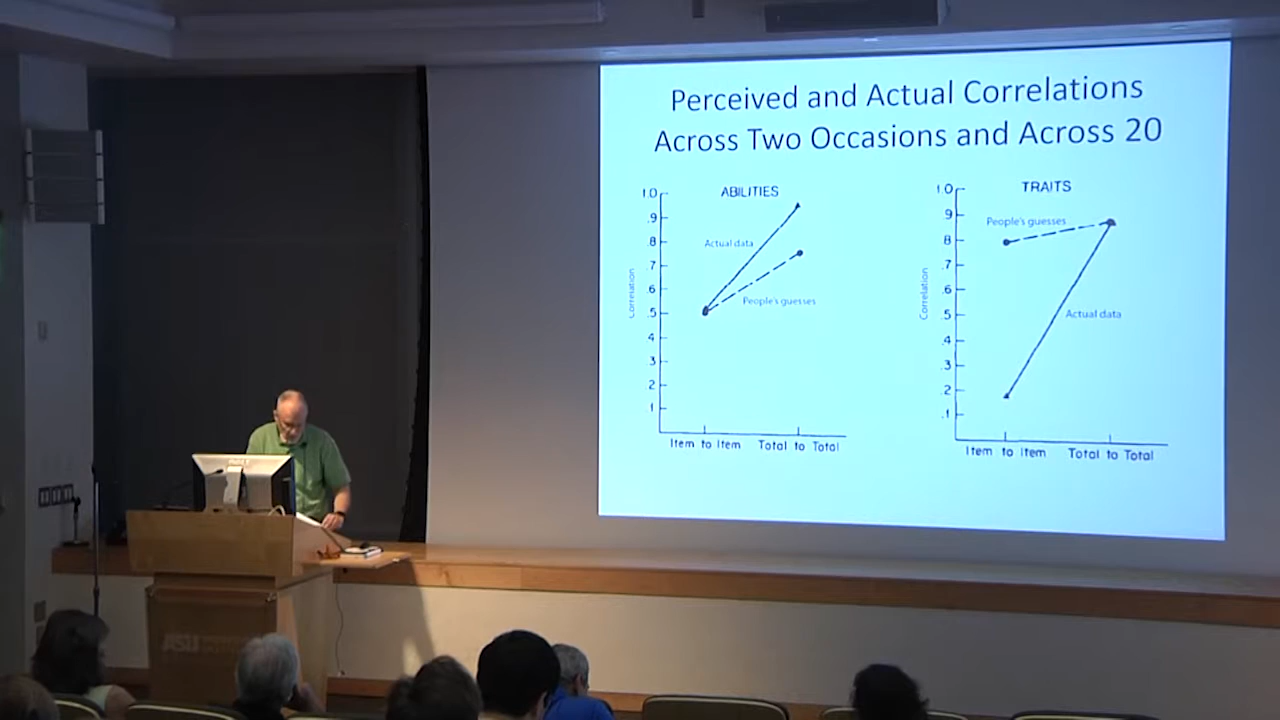 Perceived and Actual Correlations
Across Two Occasions and Across 20
ABILITIES
1.0
.9
.8
.7
.6
.5
4
3
2
.1
Correlation
Actual data
People's guesses
Item to Item Total to Total
TRAITS
1.0
9
8
.7
.6
.5
.4
.3
.2
.1
Correlation
People's guesses
Actual data
Item to Item Total to Total
ASU